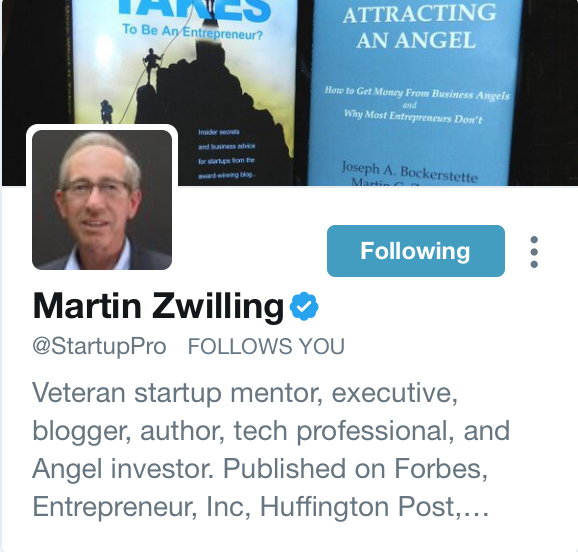 TAKES
To Be An Entrepreneur?
Insider secrets
and business advice
for startups from the
award-winning blog..
ATTRACTING
AN ANGEL
How to Get Money From Business Angels
and
Why Most Entrepreneurs Don't
Joseph A. Bockerstette
Following
Martin Zwilling
@StartupPro FOLLOWS YOU
Veteran startup mentor, executive,
blogger, author, tech professional, and
Angel investor. Published on Forbes,
Entrepreneur, Inc, Huffington Post,…